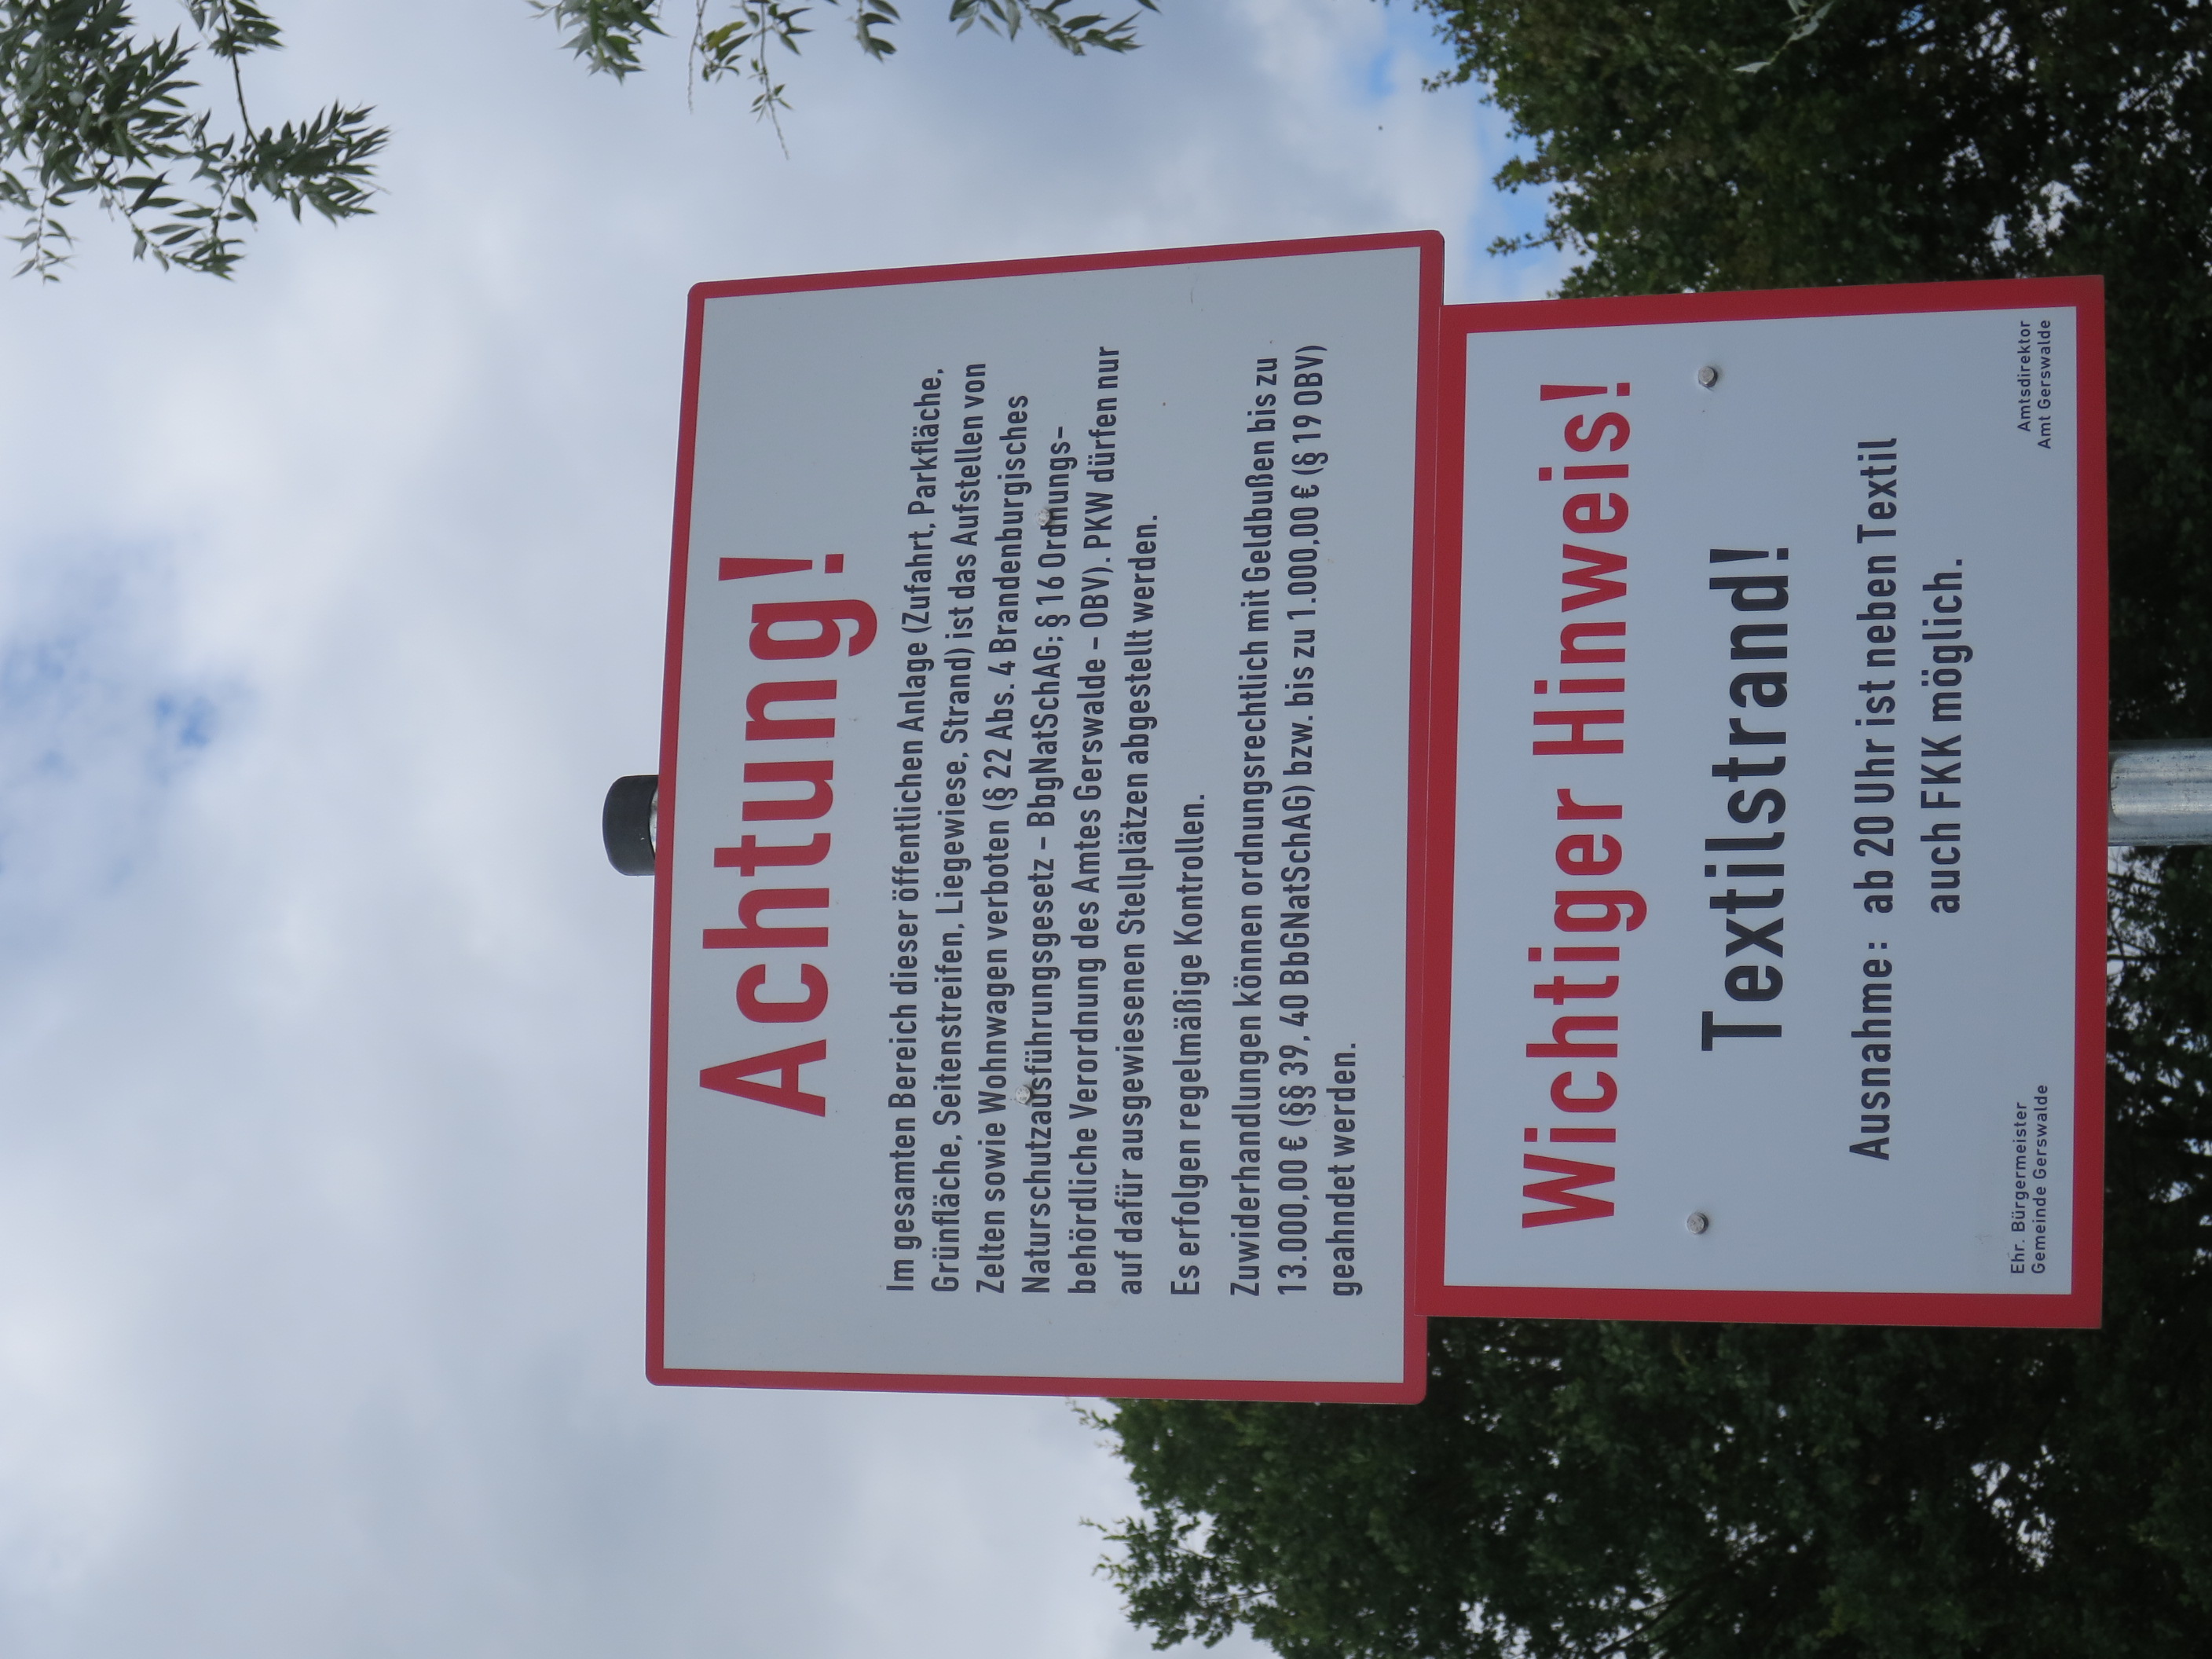 Achtung!
Im gesamten Bereich dieser öffentlichen Anlage (Zufahrt, Parkfläche,
Grünfläche, Seitenstreifen, Liegewiese, Strand) ist das Aufstellen von
Zelten sowie Wohnwagen verboten (§ 22 Abs. 4 Brandenburgisches
Naturschutzausführungsgesetz – BbgNatSchAG; § 16 Ordnungs-
behördliche Verordnung des Amtes Gerswalde – OBV). PKW dürfen nur
auf dafür ausgewiesenen Stellplätzen abgestellt werden.
Es erfolgen regelmäßige Kontrollen.
Zuwiderhandlungen können ordnungsrechtlich mit Geldbußen bis zu
13.000,00 € (§§ 39, 40 BbGNatSchAG) bzw. bis zu 1.000,00 € (§ 19 OBV)
geahndet werden.
Wichtiger Hinweis!
Textilstrand!
Ausnahme: ab 20 Uhr ist neben Textil
auch FKK möglich.
Ehr. Bürgermeister
Gemeinde Gerswalde
Amtsdirektor
Amt Gerswalde